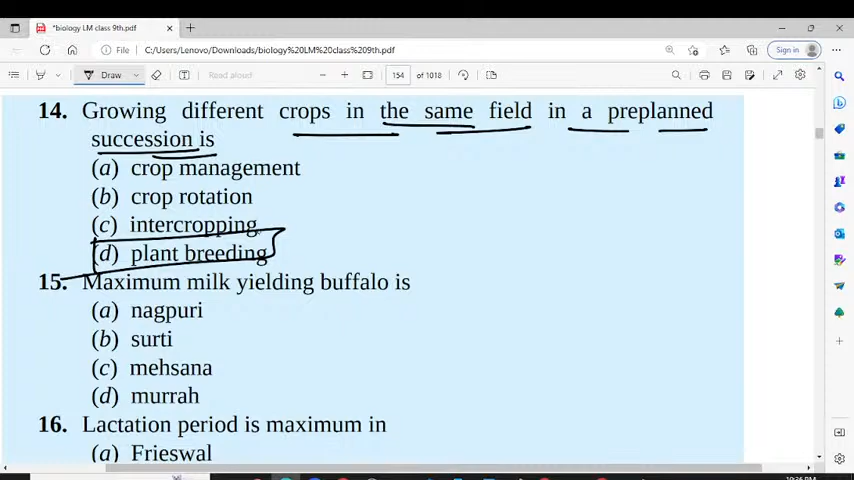 *biology LM class 9th.pdf
File C:/Users/Lenovo/Downloads/biology%20LM%20class%209th.pdf Sign in
Draw Read aloud 154 of 1018
14. Growing different crops in the same field in a preplanned
succession is
(a) crop management
(b) crop rotation
(c) intercropping
(d) plant breeding
15. Maximum milk yielding buffalo is
(a) nagpuri
(b) surti
(c) mehsana
(d) murrah
16. Lactation period is maximum in
(a) Frieswal